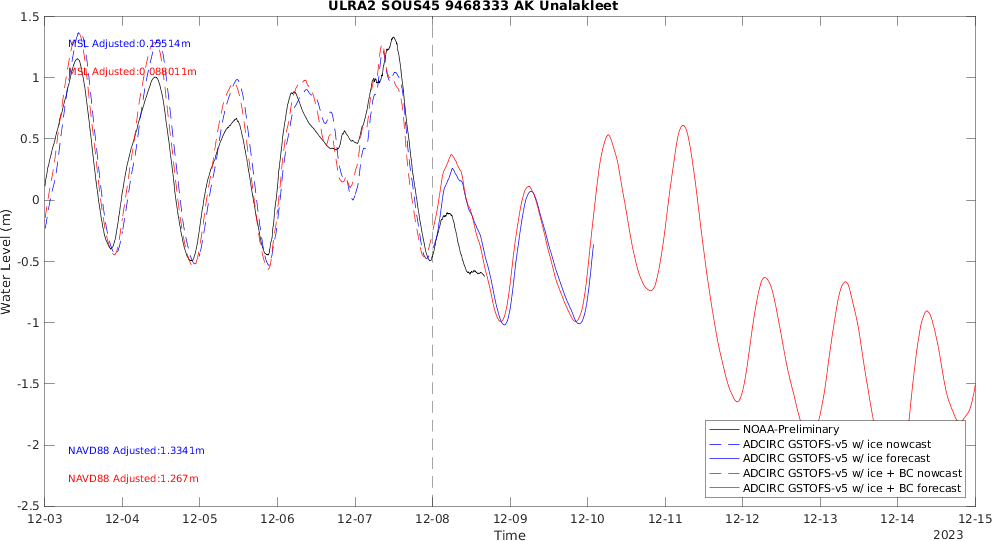 ULRA2 SOUS45 9468333 AK Unalakleet
MSL Adjusted:0.15514m
MSL Adjusted:0.088011m
NAVD88 Adjusted:1.3341m
NAVD88 Adjusted:1.267m
Water Level (m)
1.5
1
0.5
0
-0.5
-1
-1.5
-2
-2.5
NOAA-Preliminary
ADCIRC GSTOFS-v5 w/ ice nowcast
ADCIRC GSTOFS-v5 w/ ice forecast
ADCIRC GSTOFS-v5 w/ ice + BC nowcast
ADCIRC GSTOFS-v5 w/ ice + BC forecast
12-03 12-04 12-05 12-06 12-07 12-08 12-09 12-10 12-11 12-12 12-13 12-14 12-15
Time
2023